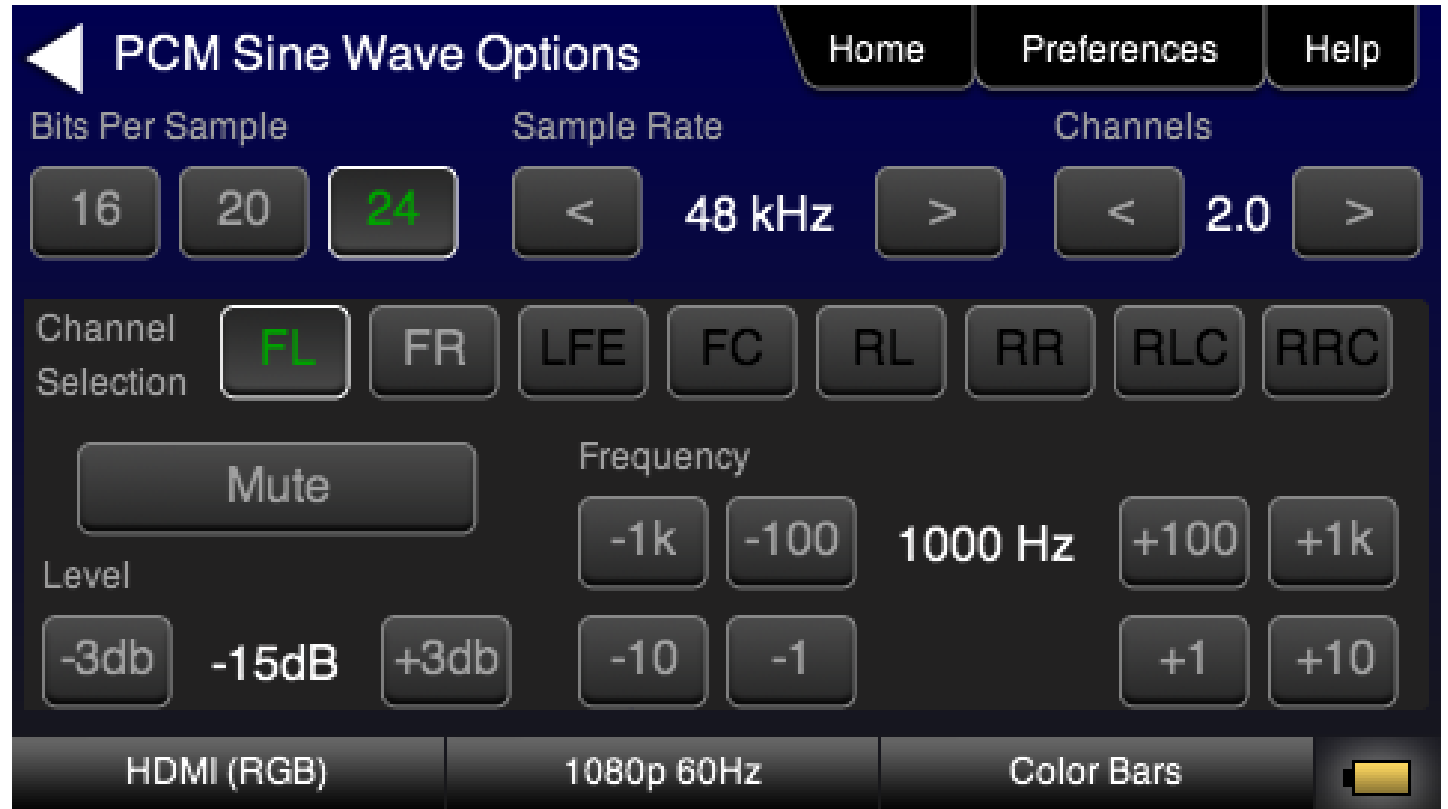 PCM Sine Wave Options Home Preferences Help
Bits Per Sample Sample Rate Channels
16 20 24 < 48 kHz > < 2.0 >
Channel
Selection
FL FR LFE FC RL RR RLC RRC
Mute
Frequency
-1k -100 1000 Hz +100 +1k
Level
-3db -15dB +3db -10 -1 +1 +10
HDMI (RGB) 1080p 60Hz Color Bars